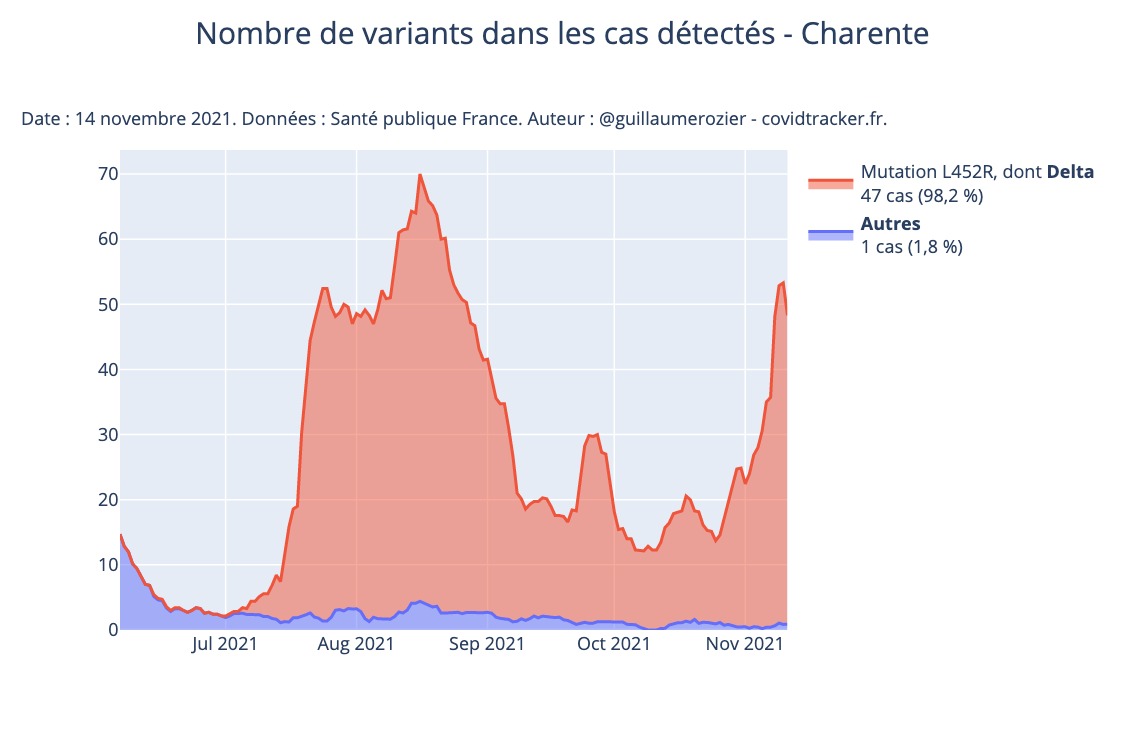 Nombre de variants dans les cas détectés - Charente
Date : 14 novembre 2021. Données : Santé publique France. Auteur : @guillaumerozier - covidtracker.fr.
70
60
50
40
30
20
10
0
Jul 2021
Aug 2021
Sep 2021
Oct 2021
Nov 2021
Mutation L452R, dont Delta
47 cas (98,2 %)
Autres
1 cas (1,8 %)